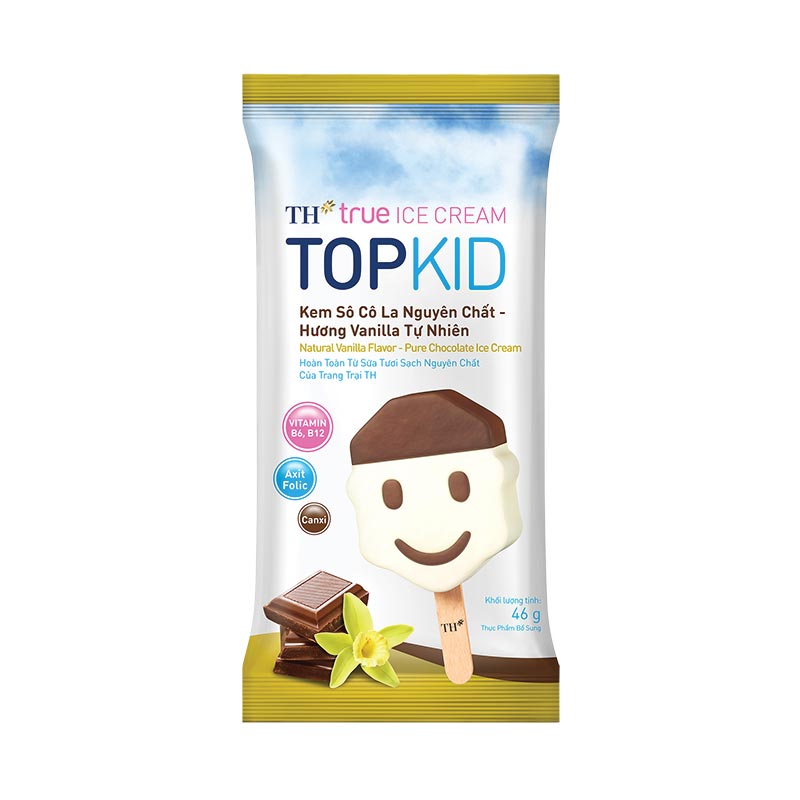 TH true ICE CREAM
TOPKID
Kem Sô Cô La Nguyên Chất -
Hương Vanilla Tự Nhiên
Natural Vanilla Flavor - Pure Chocolate Ice Cream
Hoàn Toàn Từ Sữa Tươi Sạch Nguyên Chất
Của Trang Trại TH
VITAMIN
B6, B12
Axit
Folic
Canxi
Khối lượng tịnh:
46 g
Thực Phẩm Bổ Sung
TH